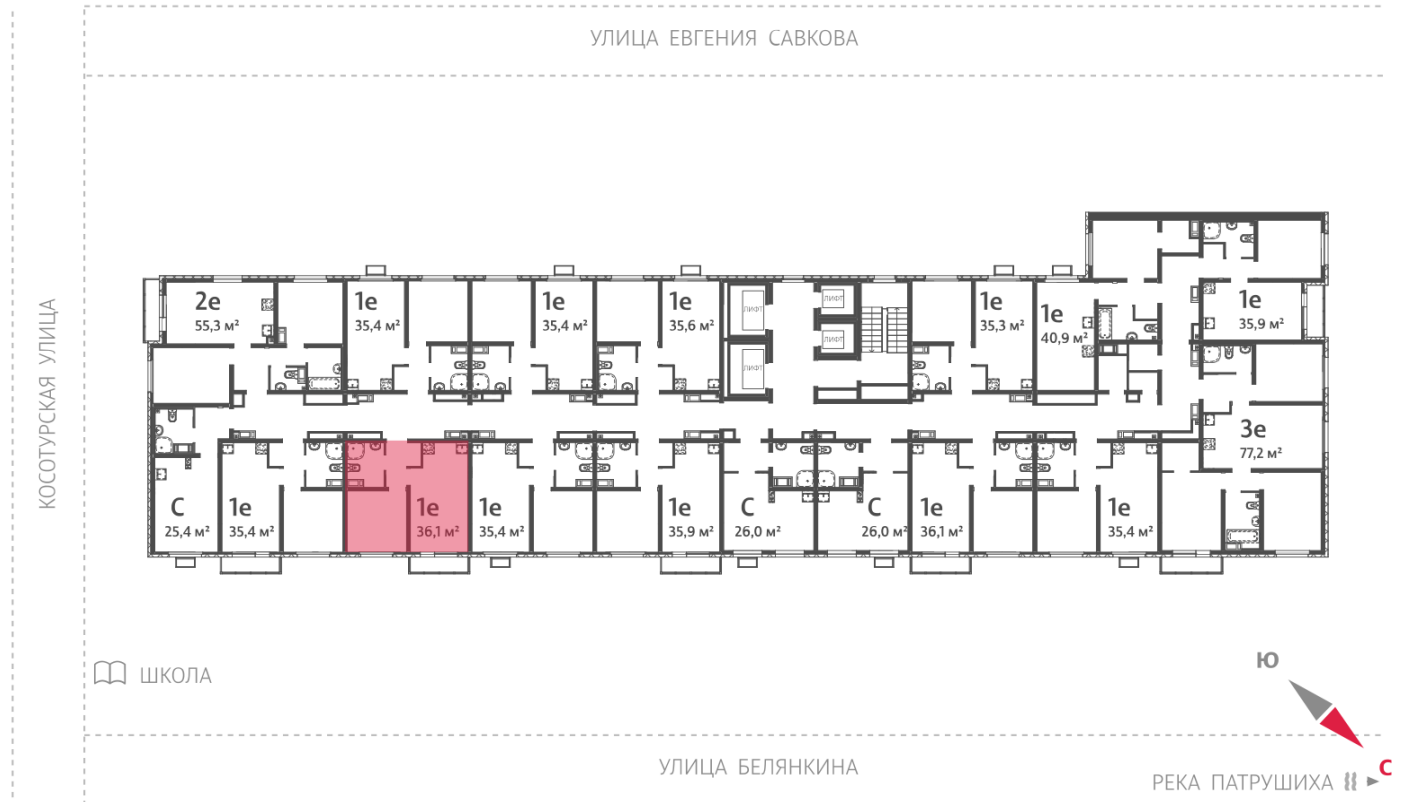 УЛИЦА ЕВГЕНИЯ САВКОВА
КОСОТУРСКАЯ УЛИЦА
2е
55,3 м²
1е
35,4 м²
1е
35,4 м²
1е
35,6 м²
ЛИФТ
ЛИФТ
ЛИФТ
ЛИФТ
1е
35,3 м²
1е
40,9 м²
1е
35,9 м²
3е
77,2 м²
С
25,4 м²
1е
35,4 м²
1е
36,1 м²
1е
35,4 м²
1е
35,9 м²
С
26,0 м²
С
26,0 м²
1е
36,1 м²
1е
35,4 м²
ШКОЛА
Ю
С
УЛИЦА БЕЛЯНКИНА
РЕКА ПАТРУШИХА